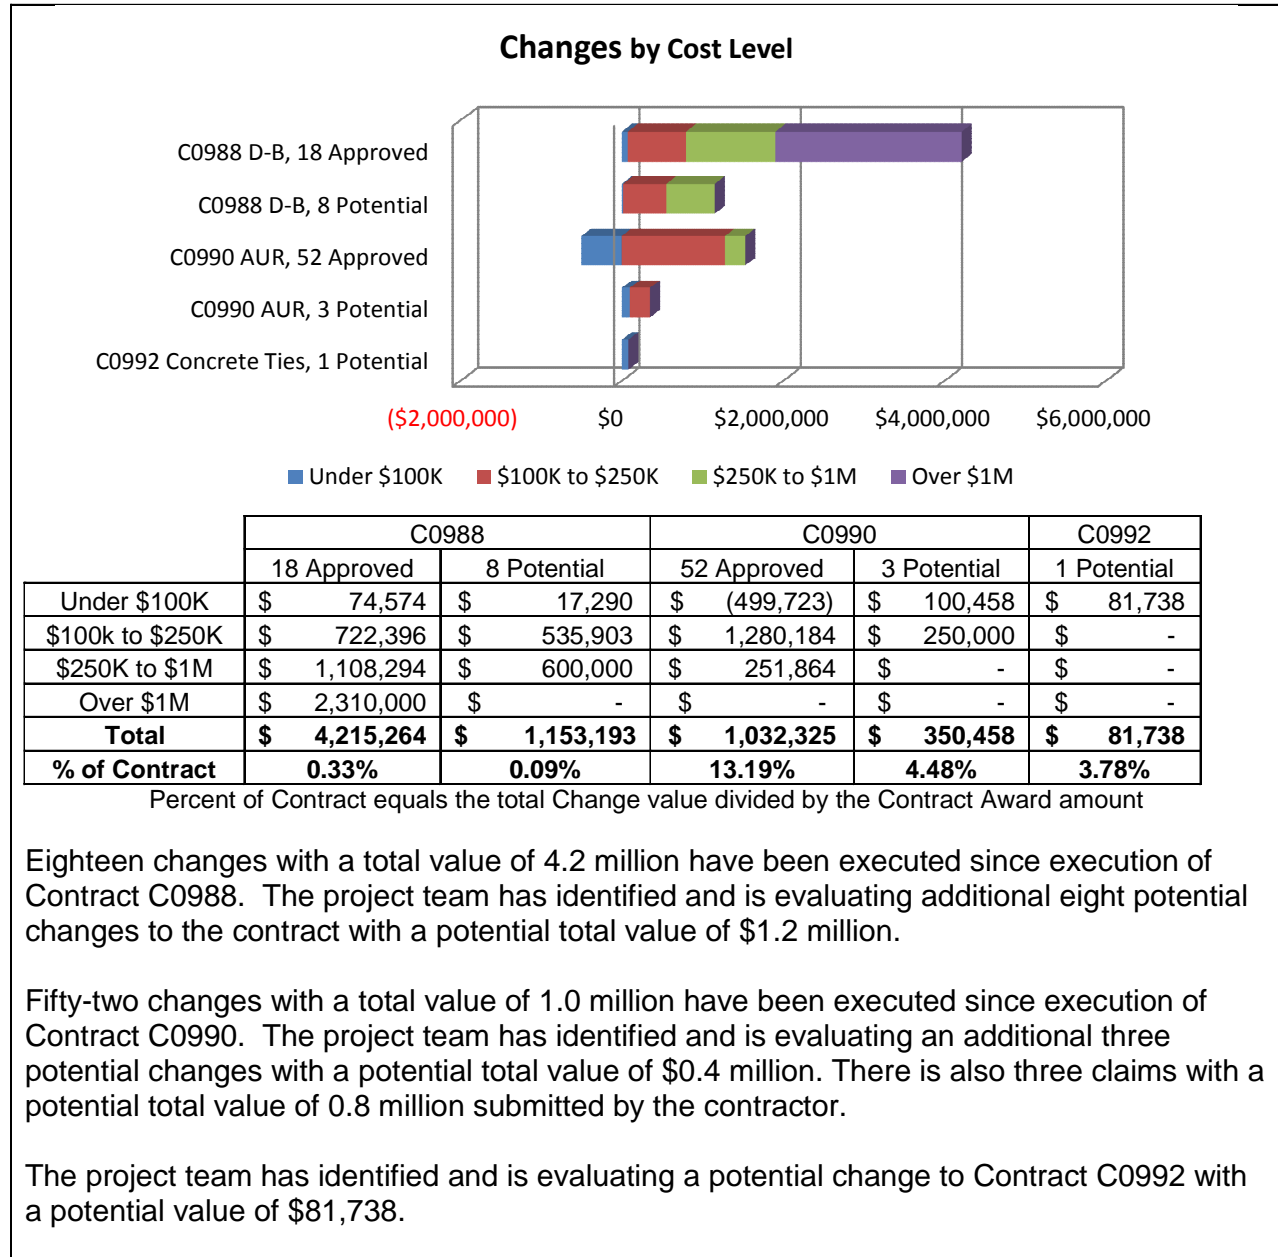 Changes by Cost Level
C0988 D-B, 18 Approved
C0988 D-B, 8 Potential
C0990 AUR, 52 Approved
C0990 AUR, 3 Potential
C0992 Concrete Ties, 1 Potential
($2,000,000) $0 $2,000,000 $4,000,000 $6,000,000
Under $100K $100K to $250K $250K to $1M Over $1M
C0988 C0990 C0992
18 Approved 8 Potential 52 Approved 3 Potential 1 Potential
Under $100K $ 74,574 $ 17,290 $ (499,723) $ 100,458 $ 81,738
$100k to $250K $ 722,396 $ 535,903 $ 1,280,184 $ 250,000 $ -
$250K to $1M $ 1,108,294 $ 600,000 $ 251,864 $ - $ -
Over $1M $ 2,310,000 $ - $ - $ - $ -
Total $ 4,215,264 $ 1,153,193 $ 1,032,325 $ 350,458 $ 81,738
% of Contract 0.33% 0.09% 13.19% 4.48% 3.78%
Percent of Contract equals the total Change value divided by the Contract Award amount
Eighteen changes with a total value of 4.2 million have been executed since execution of
Contract C0988.  The project team has identified and is evaluating additional eight potential
changes to the contract with a potential total value of $1.2 million.
Fifty-two changes with a total value of 1.0 million have been executed since execution of
Contract C0990.  The project team has identified and is evaluating an additional three
potential changes with a potential total value of $0.4 million. There is also three claims with a
potential total value of 0.8 million submitted by the contractor.
The project team has identified and is evaluating a potential change to Contract C0992 with
a potential value of $81,738.